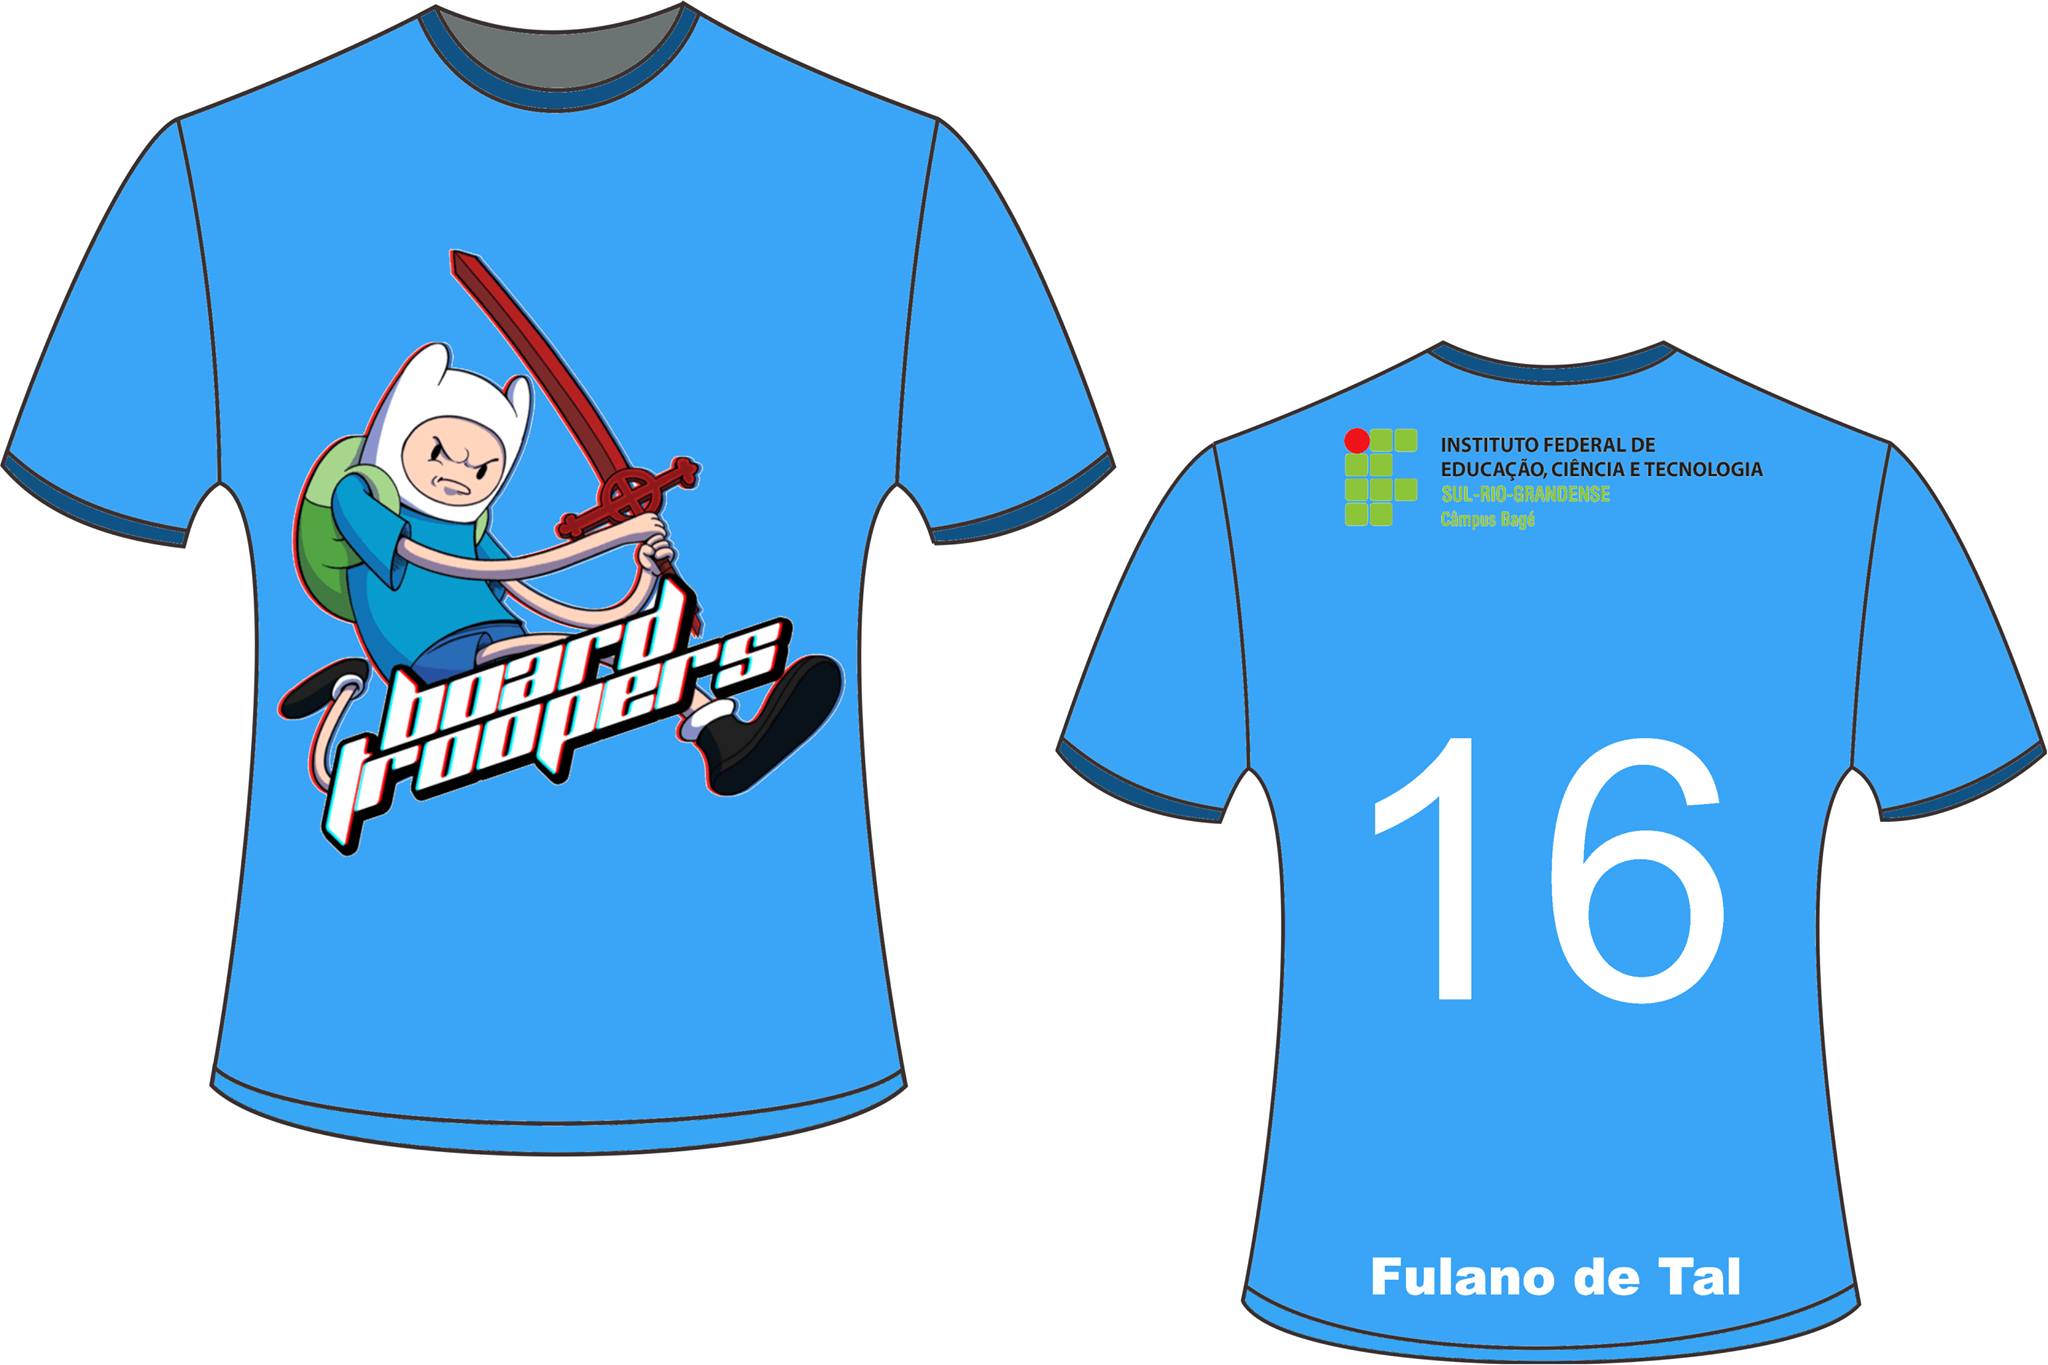 board
troopers
INSTITUTO FEDERAL DE
EDUCAÇÃO, CIÊNCIA E TECNOLOGIA
SUL-RIO-GRANDENSE
Câmpus Bagé
16
Fulano de Tal